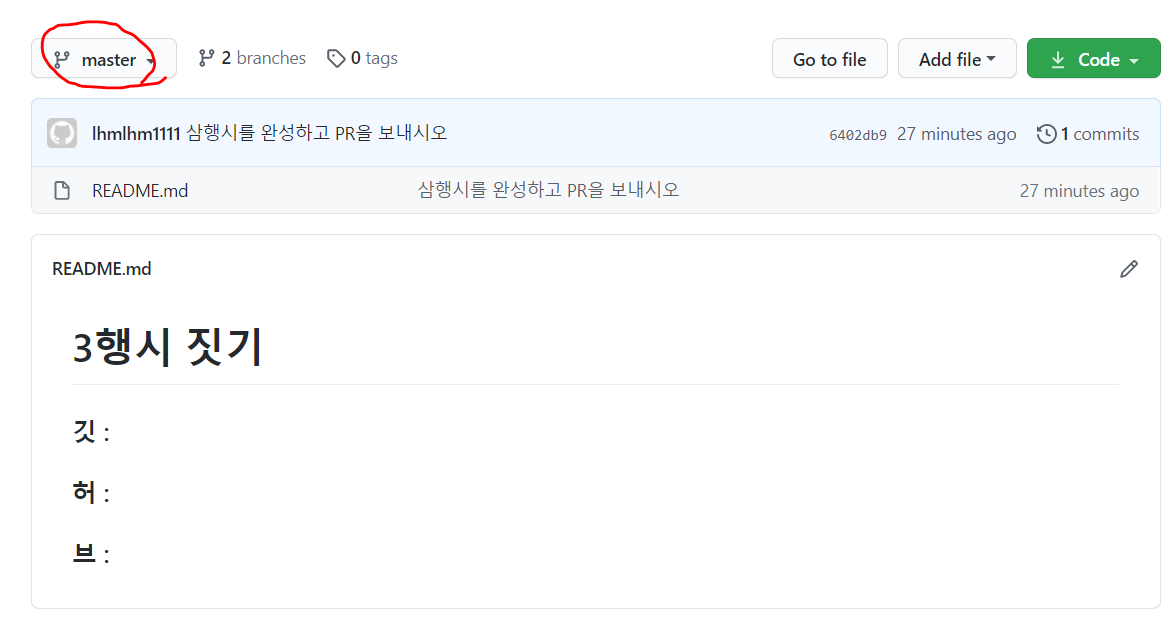 master 2 branches 0 tags Go to file Add file Code
lhmlhm1111 삼행시를 완성하고 PR을 보내시오 6402db9 27 minutes ago 1 commits
README.md 삼행시를 완성하고 PR을 보내시오 27 minutes ago
README.md
3행시 짓기
깃 :
허 :
브 :